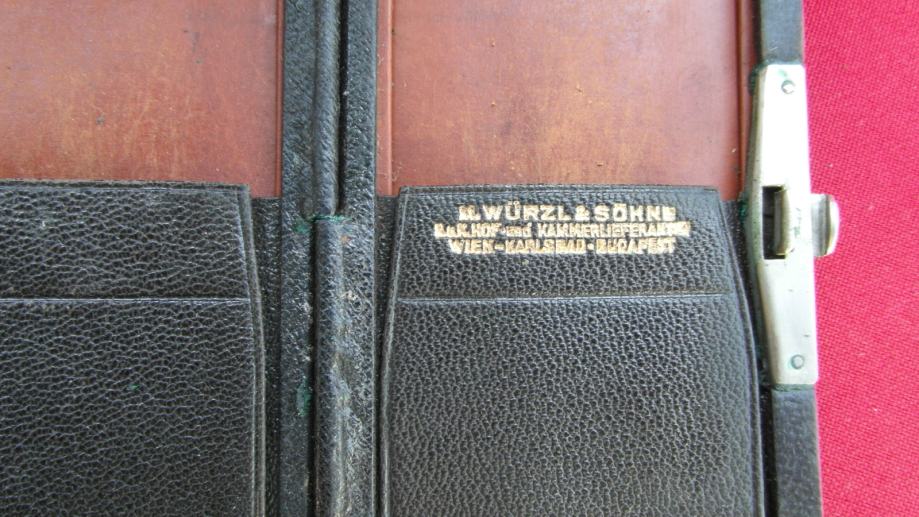 M. WÜRZL & SÖHNE
K.u.K. HOF- und KAMMERLIEFERANTEN
WIEN-KARLSBAD-BUDAPEST